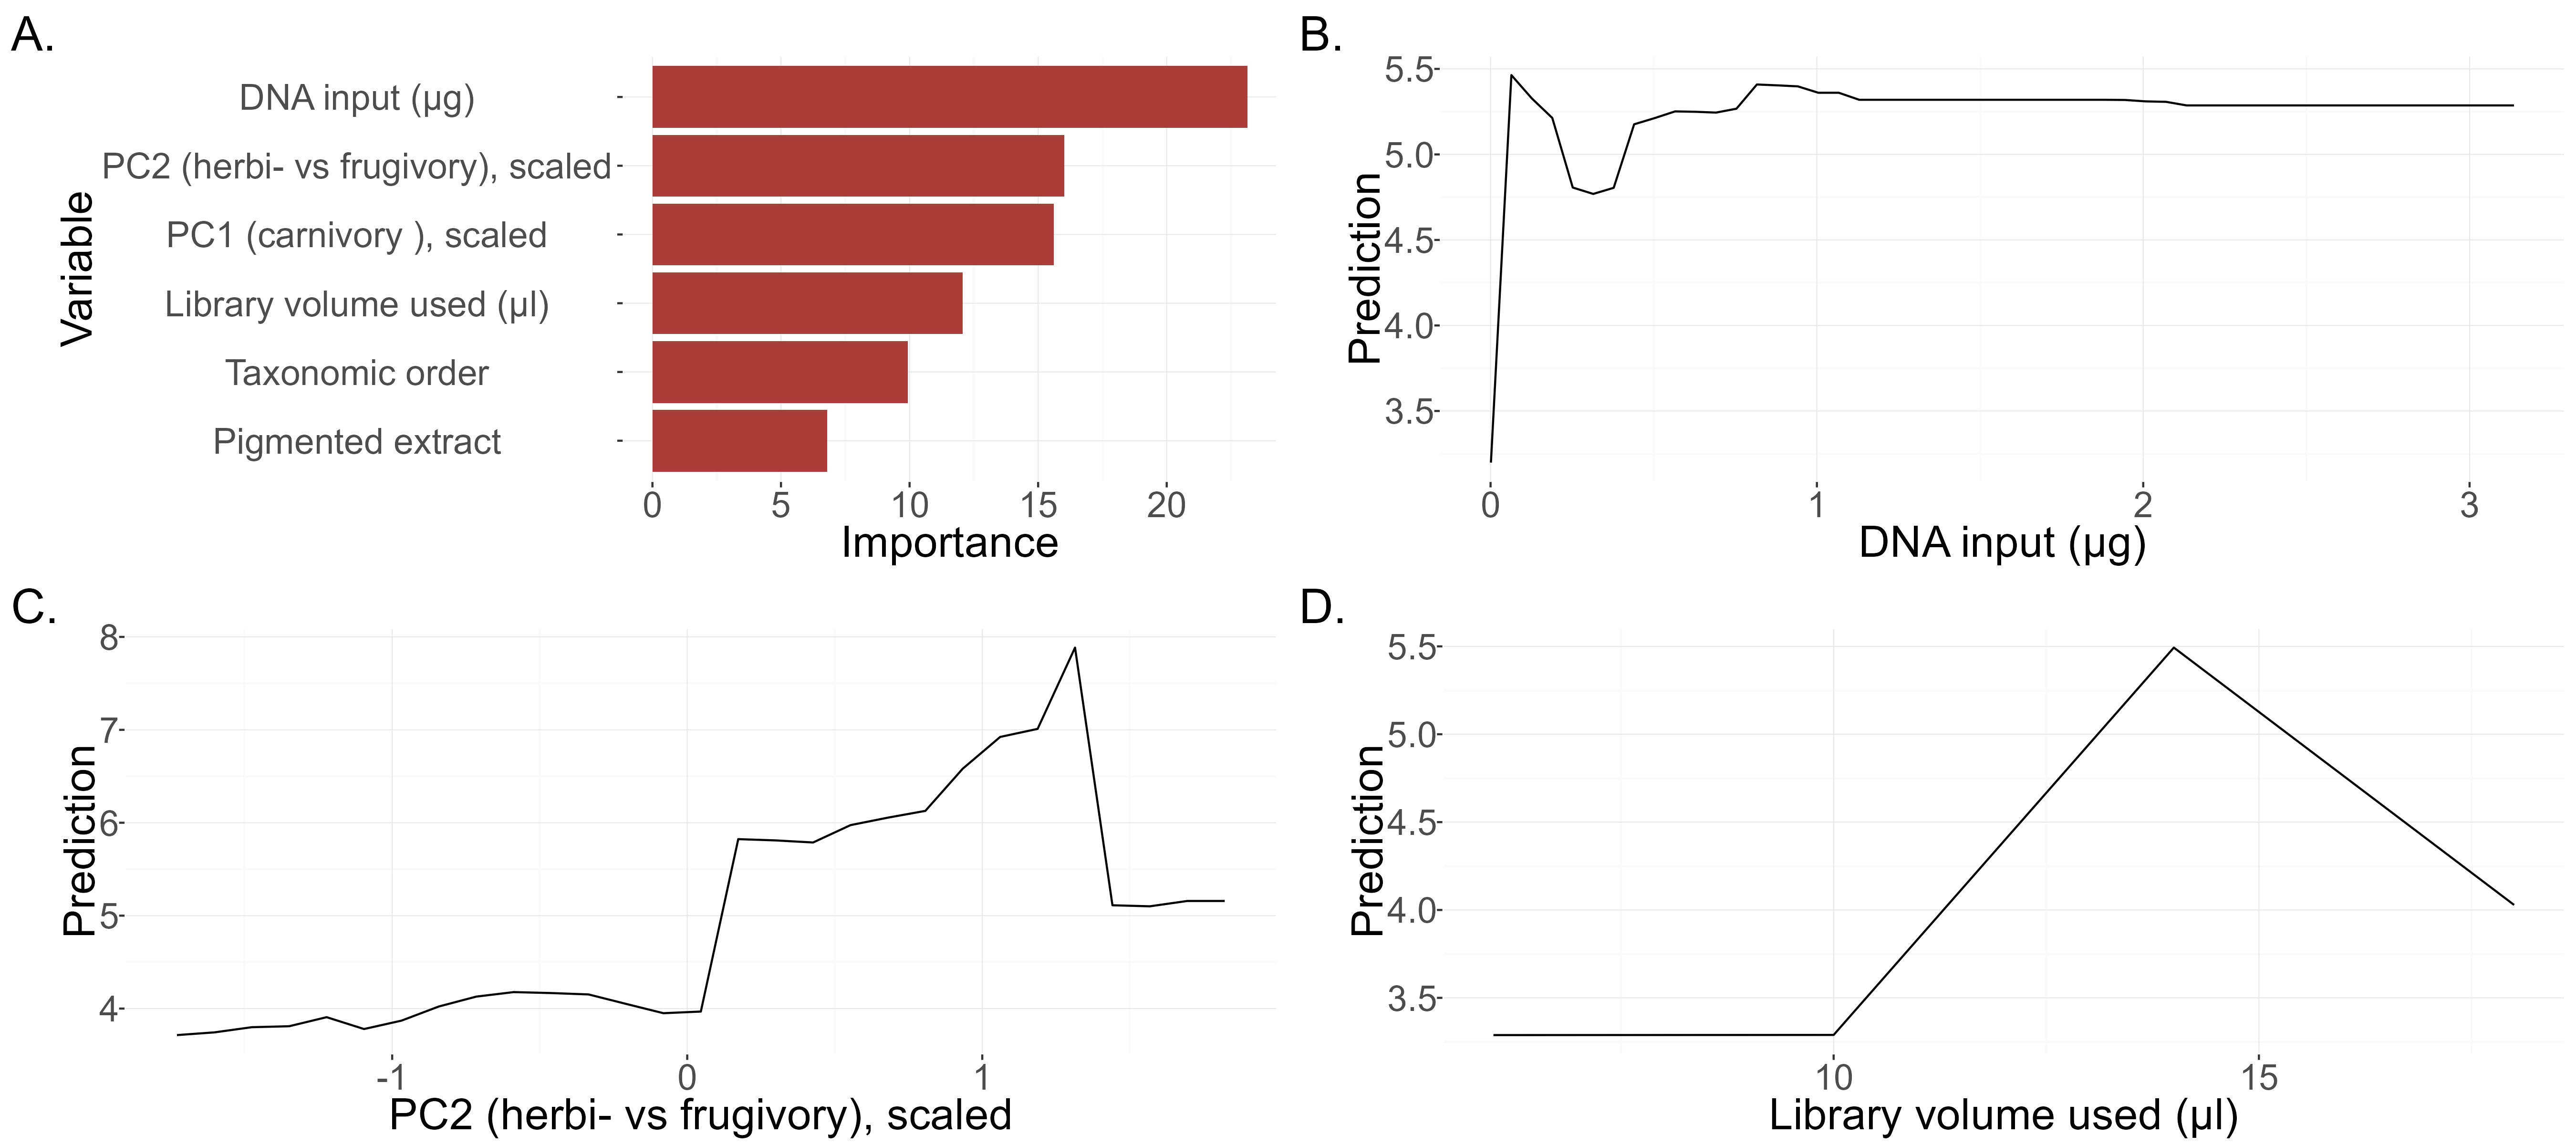 A.
Variable
DNA input (µg)
PC2 (herbi- vs frugivory), scaled
PC1 (carnivory ), scaled
Library volume used (µl)
Taxonomic order
Pigmented extract
0 5 10 15 20
Importance
B.
Prediction
5.5
5.0
4.5
4.0
3.5
0 1 2 3
DNA input (µg)
C.
Prediction
8
7
6
5
4
-1 0 1
PC2 (herbi- vs frugivory), scaled
D.
Prediction
5.5
5.0
4.5
4.0
3.5
10 15
Library volume used (µl)